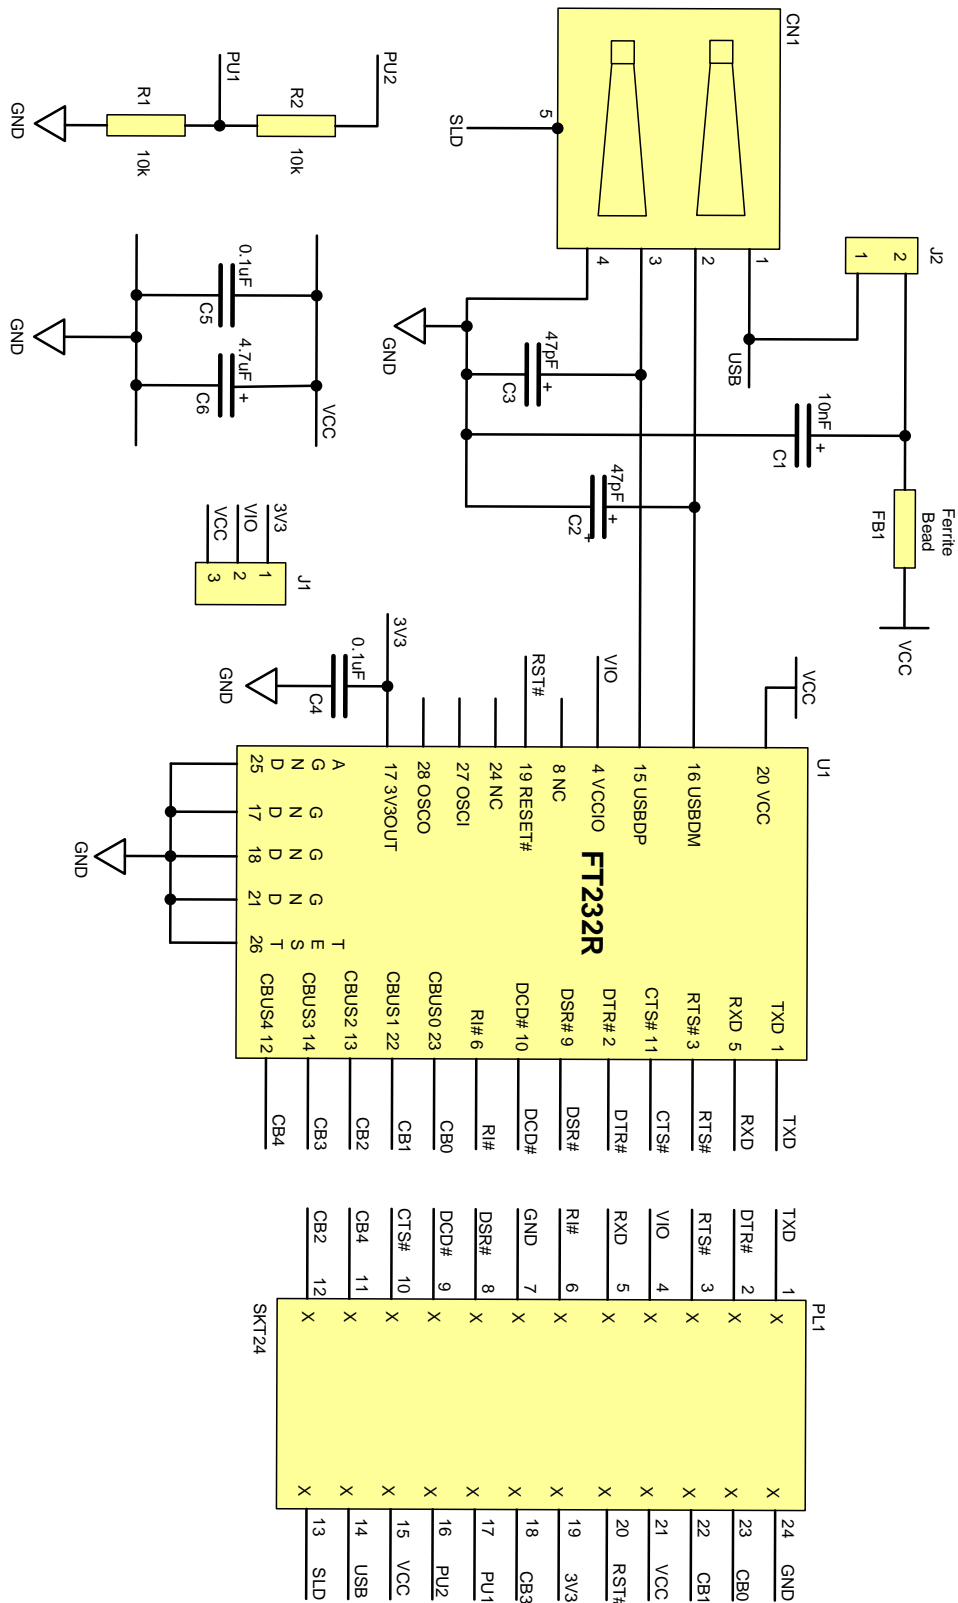 CN1
5
SLD
4
3
2
1
GND
USB
J2
1
2
10nF
+
C1
47pF
+
C3
47pF
+
C2
+
Ferrite
Bead
FB1
VCC
PU2
PU1
R1
10k
R2
10k
GND
0.1uF
C5
4.7uF
+
C6
VCC
GND
3V3
VIO
VCC
1
2
3
J1
3V3
0.1uF
C4
GND
RST#
VIO
VCC
U1
20 VCC
16 USBDM
15 USBDP
4 VCCIO
8 NC
19 RESET#
24 NC
27 OSCI
28 OSCO
17 3V3OUT
FT232R
25 D N G A
17 D N G
18 D N G
21 D N G
26 T S E T
GND
TXD 1
RXD 5
RTS# 3
CTS# 11
DTR# 2
DSR# 9
DCD# 10
RI# 6
CBUS0 23
CBUS1 22
CBUS2 13
CBUS3 14
CBUS4 12
TXD
RXD
RTS#
CTS#
DTR#
DSR#
DCD#
RI#
CB0
CB1
CB2
CB3
CB4
PL1
TXD 1 X
DTR# 2 X
RTS# 3 X
VIO 4 X
RXD 5 X
RI# 6 X
GND 7 X
DSR# 8 X
DCD# 9 X
CTS# 10 X
CB4 11 X
CB2 12 X
SKT24
X 24 GND
X 23 CB0
X 22 CB1
X 21 VCC
X 20 RST#
X 19 3V3
X 18 CB3
X 17 PU1
X 16 PU2
X 15 VCC
X 14 USB
X 13 SLD